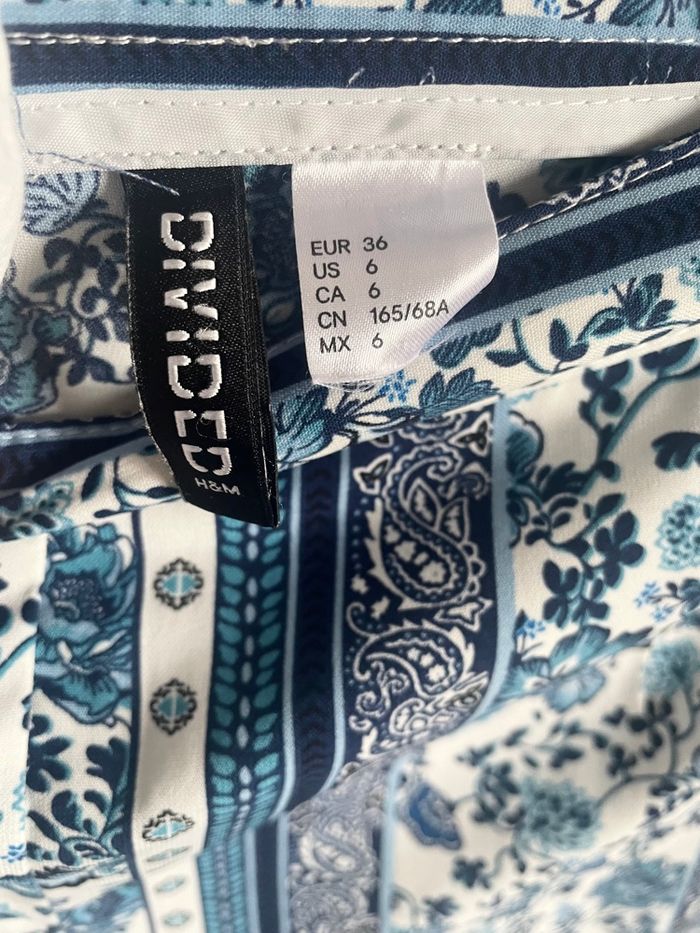 DIVIDED
H&M
EUR 36
US 6
CA 6
CN 165/68A
MX 6